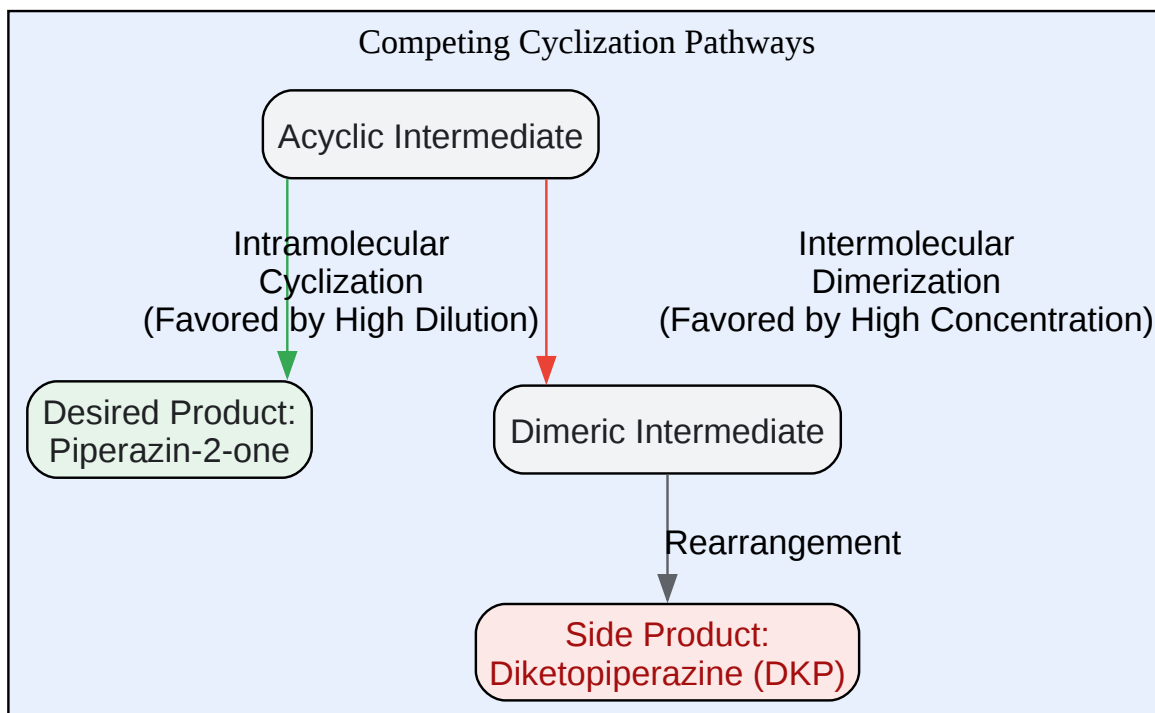 Competing Cyclization Pathways
Acyclic Intermediate
Intramolecular
Cyclization
(Favored by High Dilution)
Intermolecular
Dimerization
(Favored by High Concentration)
Desired Product:
Piperazin-2-one
Dimeric Intermediate
Rearrangement
Side Product:
Diketopiperazine (DKP)